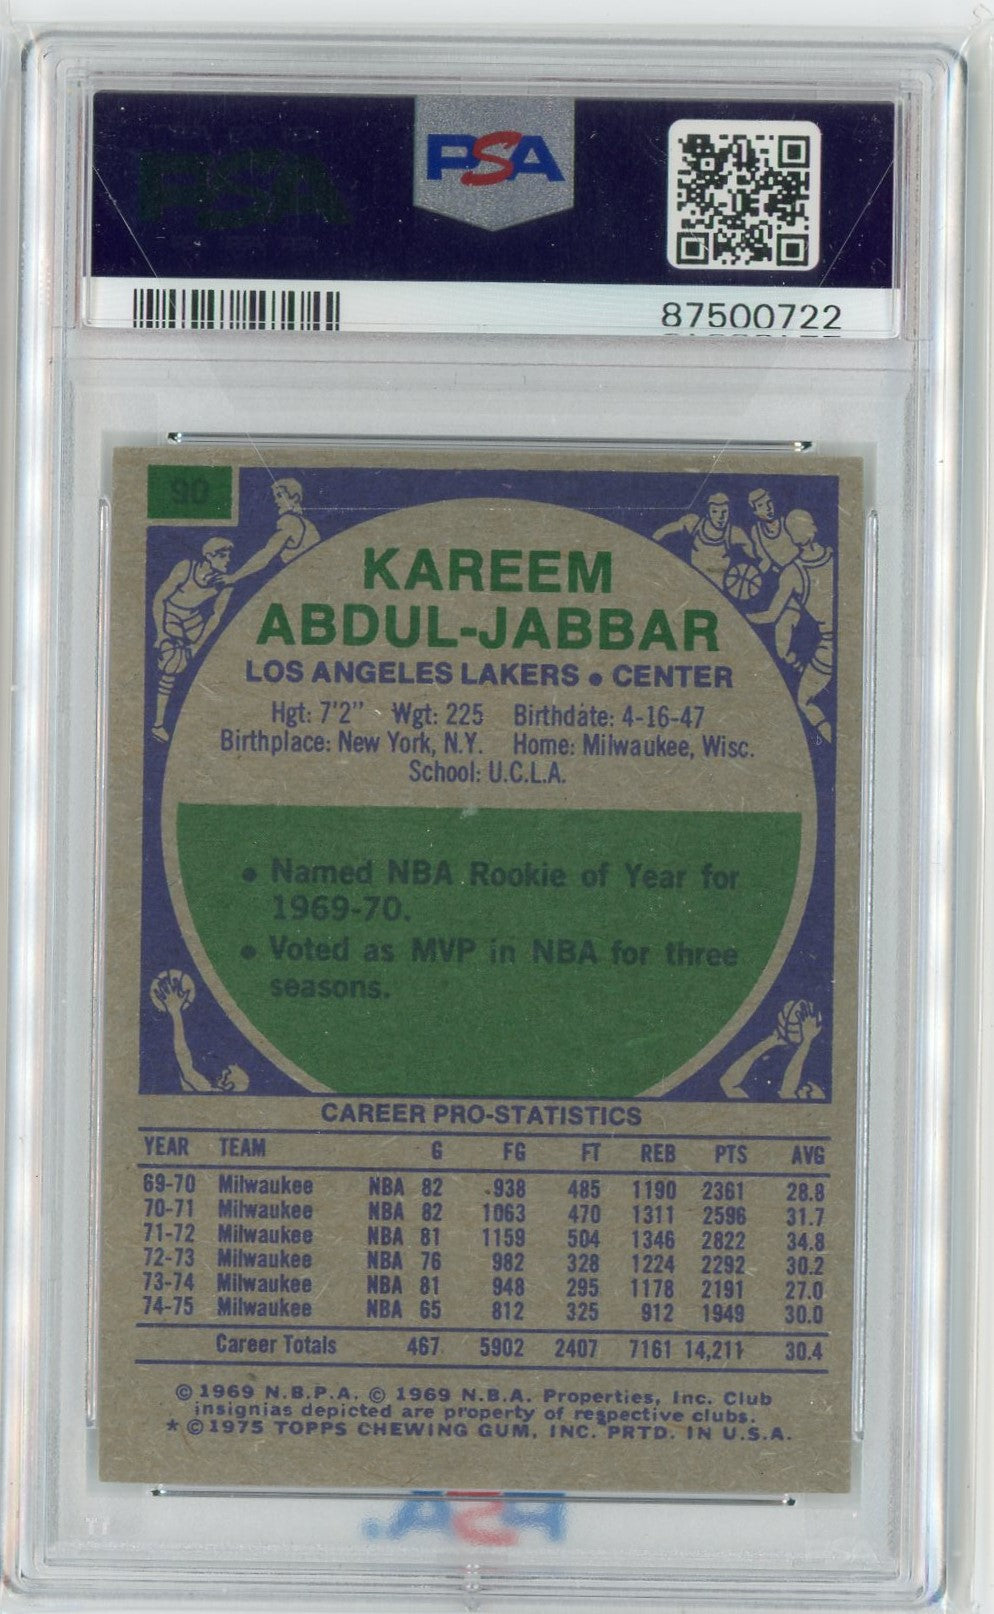 PSA
87500722
90
KAREEM
ABDUL-JABBAR
LOS ANGELES LAKERS • CENTER
Hgt: 7'2" Wgt: 225 Birthdate: 4-16-47
Birthplace: New York, N.Y. Home: Milwaukee, Wisc.
School: U.C.L.A.
• Named NBA Rookie of Year for
1969-70.
• Voted as MVP in NBA for three
seasons.
CAREER PRO-STATISTICS
YEAR TEAM G FG FT REB PTS AVG
69-70 Milwaukee NBA 82 938 485 1190 2361 28.8
70-71 Milwaukee NBA 82 1063 470 1311 2596 31.7
71-72 Milwaukee NBA 81 1159 504 1346 2822 34.8
72-73 Milwaukee NBA 76 982 328 1224 2292 30.2
73-74 Milwaukee NBA 81 948 295 1178 2191 27.0
74-75 Milwaukee NBA 65 812 325 912 1949 30.0
Career Totals 467 5902 2407 7161 14,211 30.4
© 1969 N.B.P.A. © 1969 N.B.A. Properties, Inc. Club
insignias depicted are property of respective clubs.
* © 1975 TOPPS CHEWING GUM, INC. PRTD. IN U.S.A.
PSA